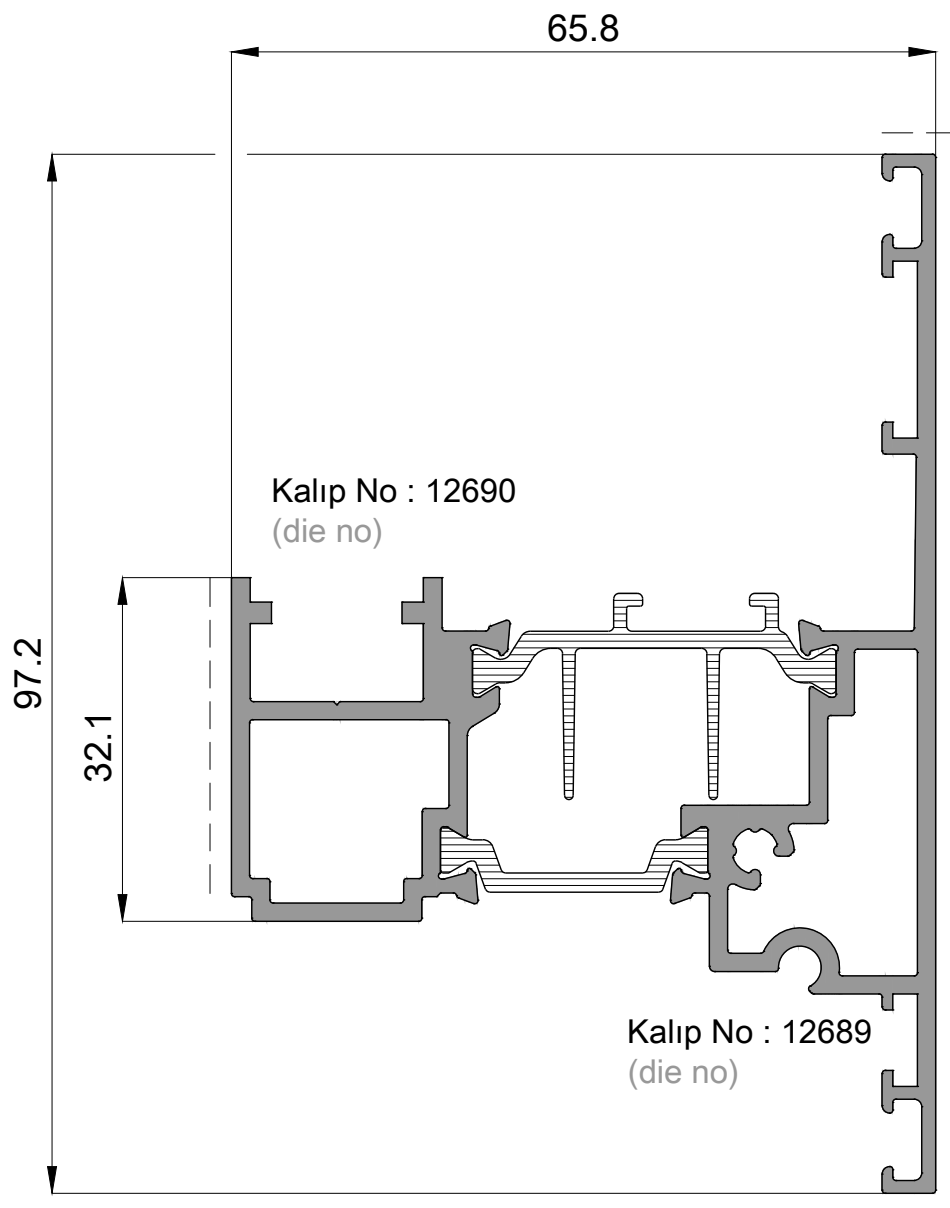 65.8
Kalıp No : 12690
(die no)
97.2
32.1
Kalıp No : 12689
(die no)